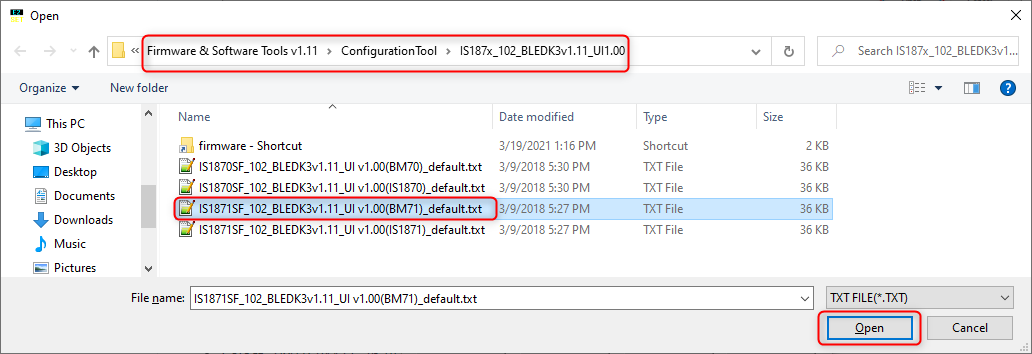 EZ Open
« Firmware & Software Tools v1.11 > ConfigurationTool > IS187x_102_BLEDK3v1.11_UI1.00
Search IS187x_102_BLEDK3v1....
Organize New folder
Name Date modified Type Size
This PC
3D Objects
Desktop
Documents
Downloads
Music
Pictures
firmware - Shortcut 3/19/2021 1:16 PM Shortcut 2 KB
IS1870SF_102_BLEDK3v1.11_UI v1.00(BM70)_default.txt 3/9/2018 5:30 PM TXT File 36 KB
IS1870SF_102_BLEDK3v1.11_UI v1.00(IS1870)_default.txt 3/9/2018 5:30 PM TXT File 36 KB
IS1871SF_102_BLEDK3v1.11_UI v1.00(BM71)_default.txt 3/9/2018 5:27 PM TXT File 36 KB
IS1871SF_102_BLEDK3v1.11_UI v1.00(IS1871)_default.txt 3/9/2018 5:27 PM TXT File 36 KB
File name: IS1871SF_102_BLEDK3v1.11_UI v1.00(BM71)_default.txt TXT FILE(*.TXT)
Open Cancel